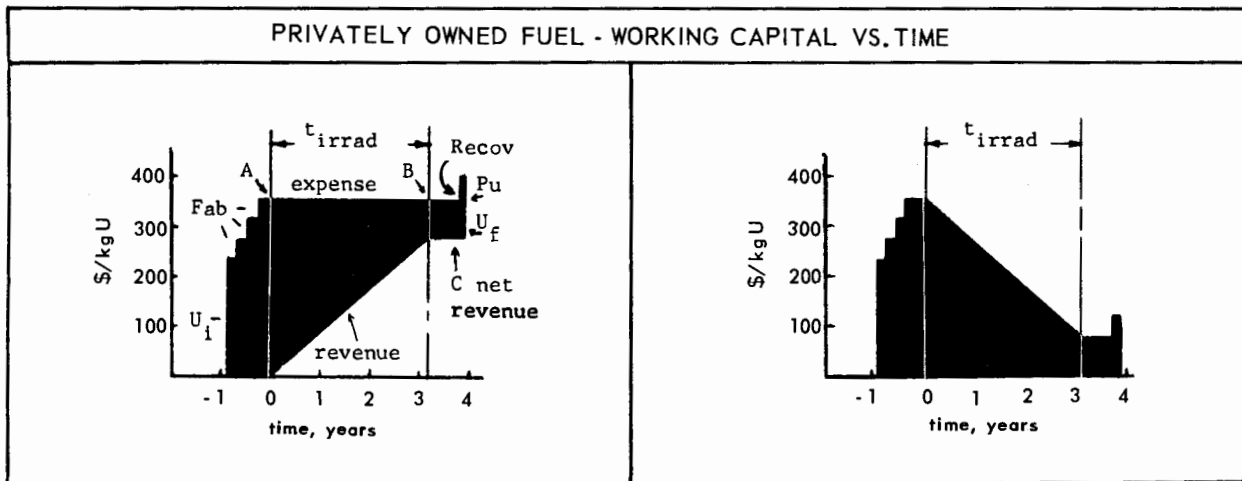 PRIVATELY OWNED FUEL - WORKING CAPITAL VS. TIME
t irrad
Recov
A
expense
B
Pu
400
Fab
300
U f
$/kgU
200
C net
revenue
U i
100
revenue
-1 0 1 2 3 4
time, years
t irrad
400
300
$/kgU
200
100
-1 0 1 2 3 4
time, years